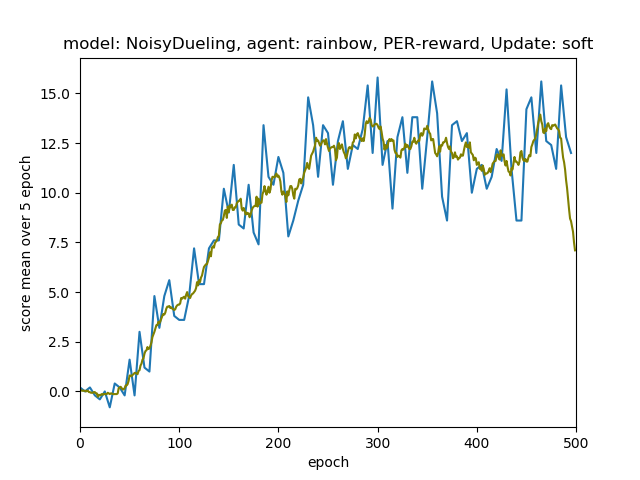 model: NoisyDueling, agent: rainbow, PER-reward, Update: soft
score mean over 5 epoch
15.0
12.5
10.0
7.5
5.0
2.5
0.0
0 100 200 300 400 500
epoch